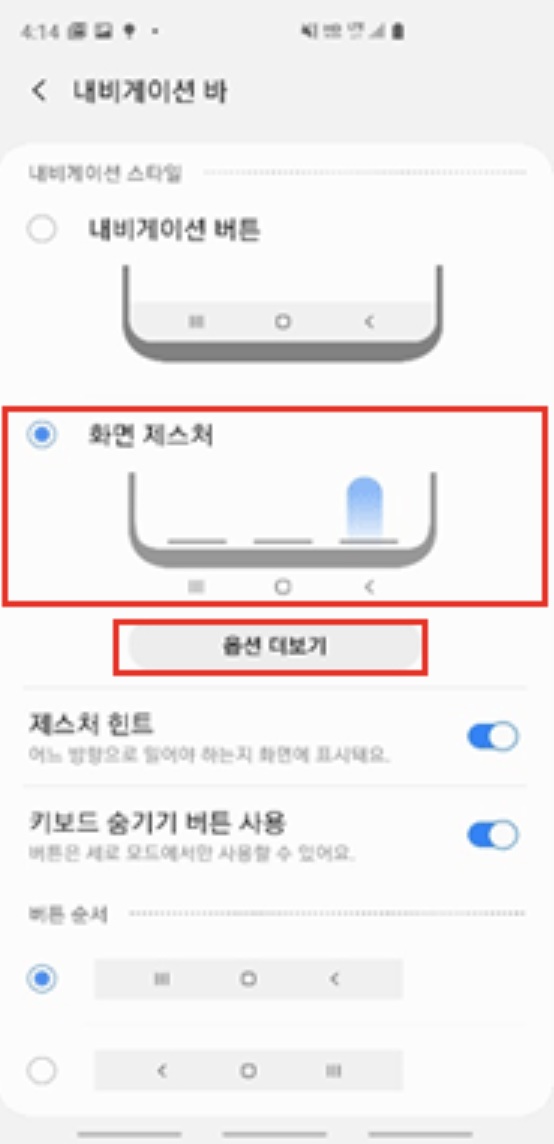 4:14
내비게이션 바
내비게이션 스타일
내비게이션 버튼
화면 제스처
옵션 더보기
제스처 힌트
어느 방향으로 밀어야 하는지 화면에 표시돼요.
키보드 숨기기 버튼 사용
버튼은 세로 모드에서만 사용할 수 있어요.
버튼 순서